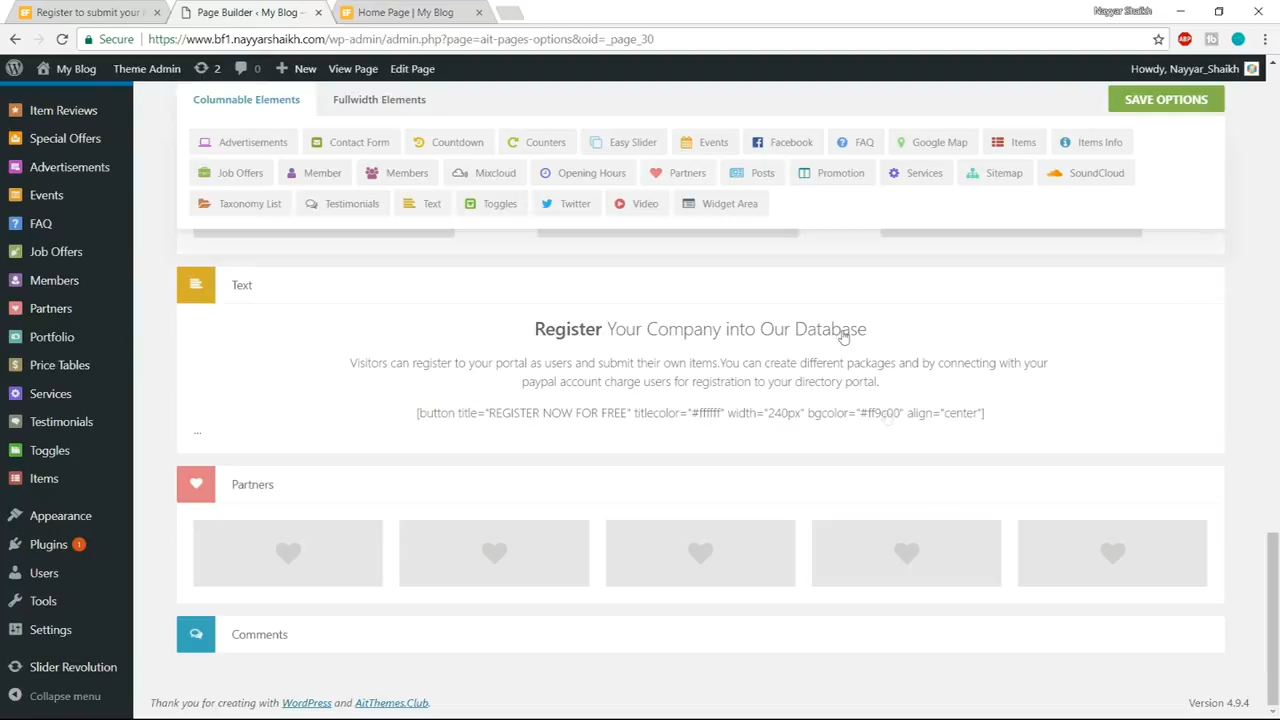 Register to submit your i
Page Builder ‹ My Blog –
Home Page | My Blog
Nayyar Shaikh
Secure
https://www.bf1.nayyarshaikh.com/wp-admin/admin.php?page=ait-pages-options&oid=_page_30
ABP
My Blog
Theme Admin
2
0
New
View Page
Edit Page
Howdy, Nayyar_Shaikh
Item Reviews
Special Offers
Advertisements
Events
FAQ
Job Offers
Members
Partners
Portfolio
Price Tables
Services
Testimonials
Toggles
Items
Appearance
Plugins 1
Users
Tools
Settings
Slider Revolution
Collapse menu
Columnable Elements
Fullwidth Elements
SAVE OPTIONS
Advertisements
Contact Form
Countdown
Counters
Easy Slider
Events
Facebook
FAQ
Google Map
Items
Items Info
Job Offers
Member
Members
Mixcloud
Opening Hours
Partners
Posts
Promotion
Services
Sitemap
SoundCloud
Taxonomy List
Testimonials
Text
Toggles
Twitter
Video
Widget Area
Text
Register Your Company into Our Database
Visitors can register to your portal as users and submit their own items.You can create different packages and by connecting with your
paypal account charge users for registration to your directory portal.
[button title="REGISTER NOW FOR FREE" titlecolor="#ffffff" width="240px" bgcolor="#ff9c00" align="center"]
...
Partners
Comments
Thank you for creating with WordPress and AitThemes.Club.
Version 4.9.4